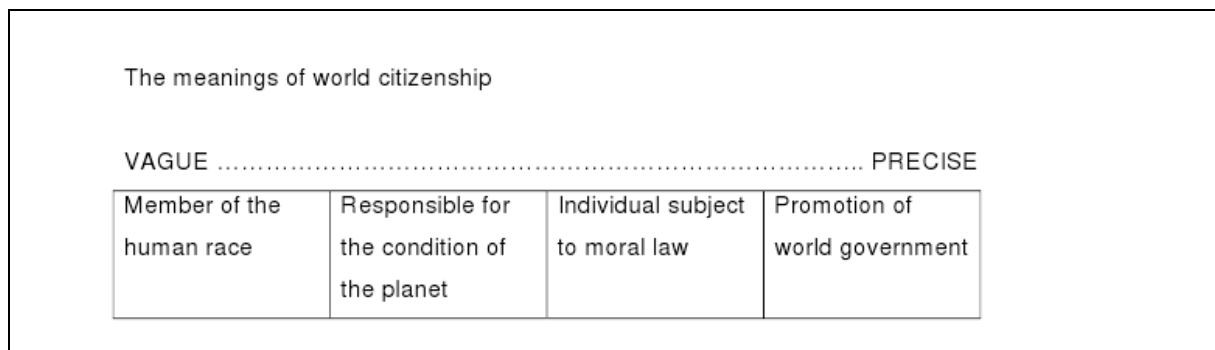 The meanings of world citizenship
VAGUE ……………………………………………………………………….. PRECISE
Member of the human race
Responsible for the condition of the planet
Individual subject to moral law
Promotion of world government